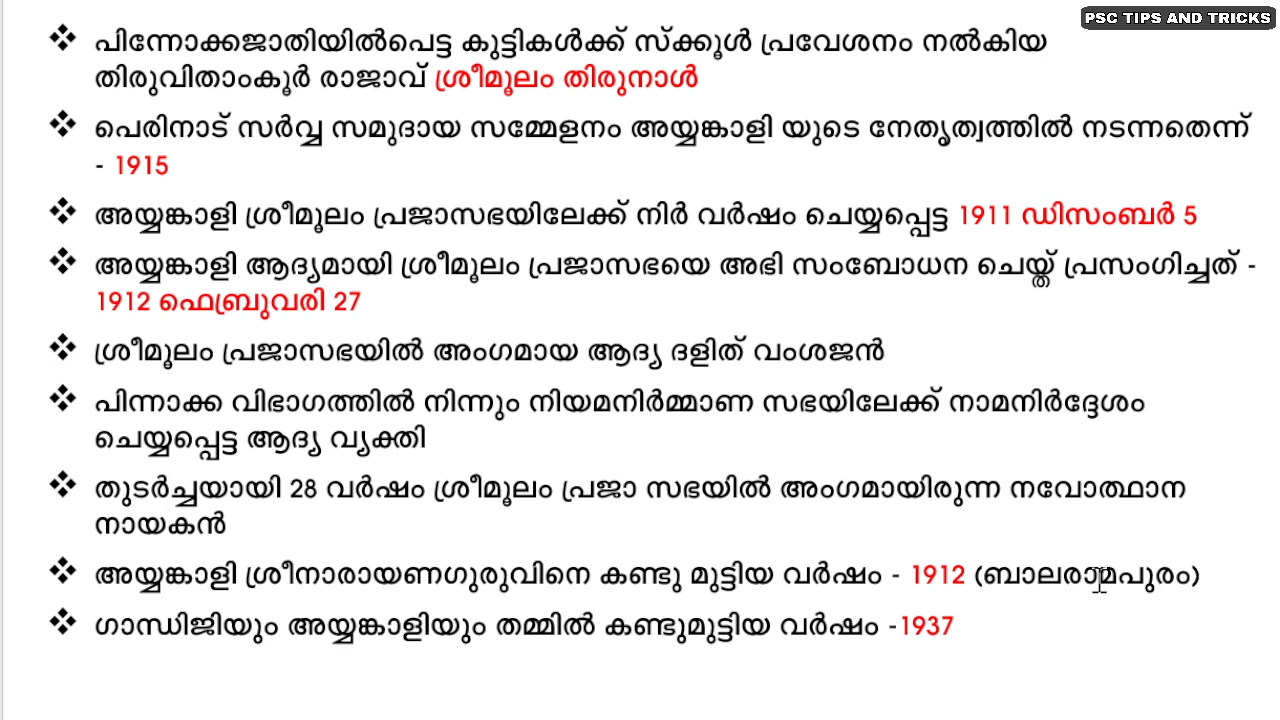 PSC TIPS AND TRICKS
❖ പിന്നോക്കജാതിയിൽപെട്ട കുട്ടികൾക്ക് സ്ക്കൂൾ പ്രവേശനം നൽകിയ
തിരുവിതാംകൂർ രാജാവ് ശ്രീമൂലം തിരുനാൾ
❖ പെരിനാട് സർവ്വ സമുദായ സമ്മേളനം അയ്യങ്കാളി യുടെ നേതൃത്വത്തിൽ നടന്നതെന്ന്
- 1915
❖ അയ്യങ്കാളി ശ്രീമൂലം പ്രജാസഭയിലേക്ക് നിർ വർഷം ചെയ്യപ്പെട്ട 1911 ഡിസംബർ 5
❖ അയ്യങ്കാളി ആദ്യമായി ശ്രീമൂലം പ്രജാസഭയെ അഭി സംബോധന ചെയ്ത് പ്രസംഗിച്ചത് -
1912 ഫെബ്രുവരി 27
❖ ശ്രീമൂലം പ്രജാസഭയിൽ അംഗമായ ആദ്യ ദളിത് വംശജൻ
❖ പിന്നാക്ക വിഭാഗത്തിൽ നിന്നും നിയമനിർമ്മാണ സഭയിലേക്ക് നാമനിർദ്ദേശം
ചെയ്യപ്പെട്ട ആദ്യ വ്യക്തി
❖ തുടർച്ചയായി 28 വർഷം ശ്രീമൂലം പ്രജാ സഭയിൽ അംഗമായിരുന്ന നവോത്ഥാന
നായകൻ
❖ അയ്യങ്കാളി ശ്രീനാരായണഗുരുവിനെ കണ്ടു മുട്ടിയ വർഷം - 1912 (ബാലരാമപുരം)
❖ ഗാന്ധിജിയും അയ്യങ്കാളിയും തമ്മിൽ കണ്ടുമുട്ടിയ വർഷം -1937